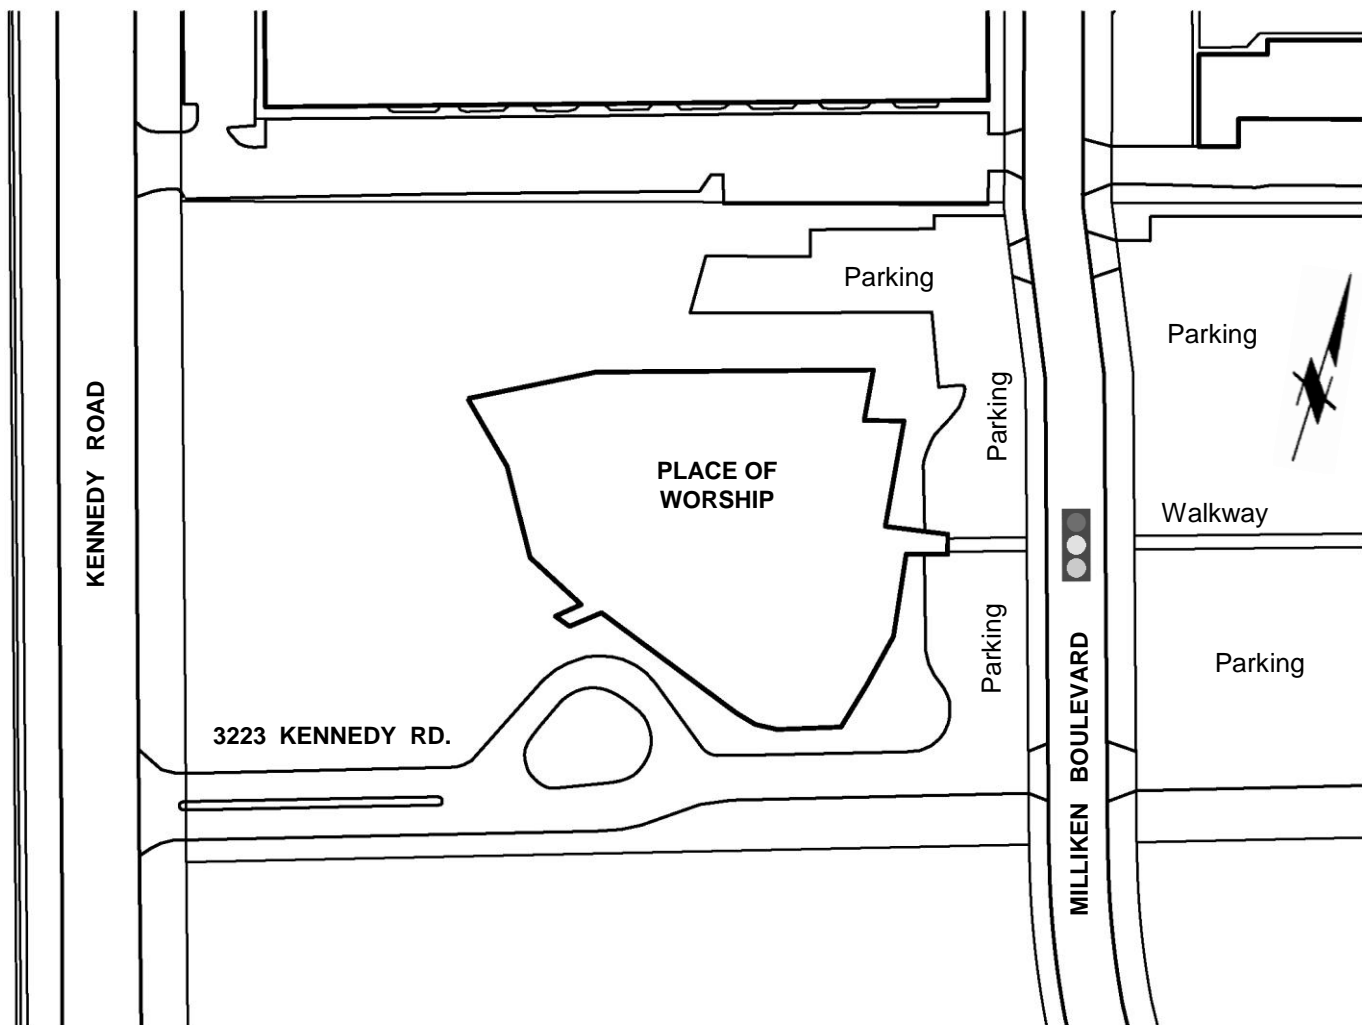 Parking
Parking
Parking
KENNEDY ROAD
PLACE OF
WORSHIP
Walkway
Parking
Parking
3223 KENNEDY RD.
MILLIKEN BOULEVARD